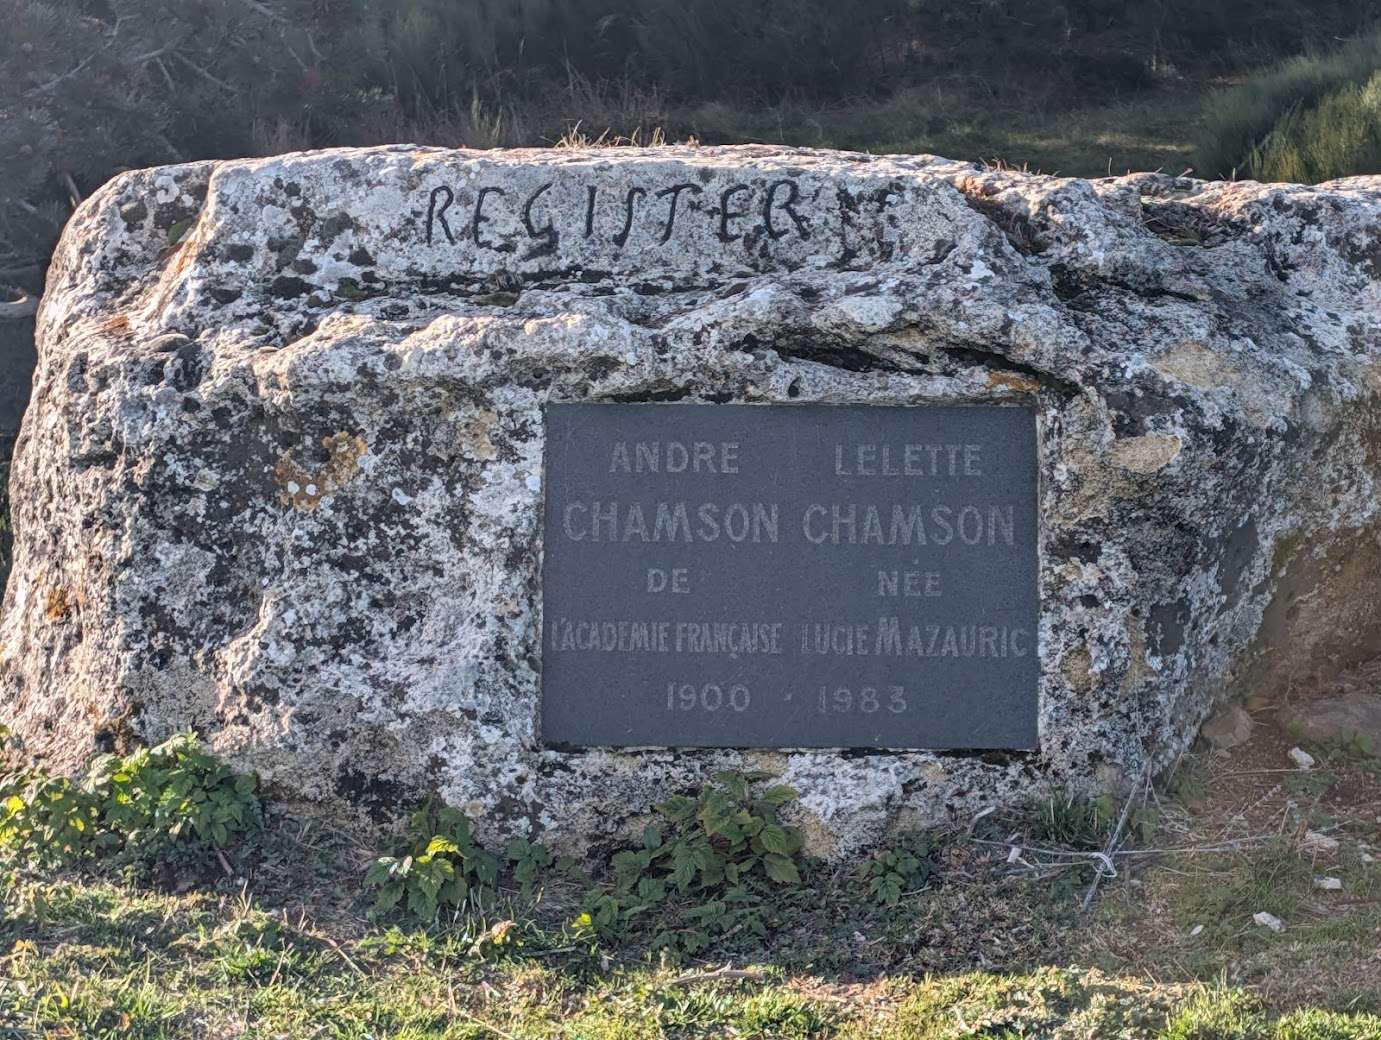 REGISTER
ANDRE LELETTE
CHAMSON CHAMSON
DE NÉE
L'ACADEMIE FRANÇAISE LUCIE MAZAURIC
1900 - 1983